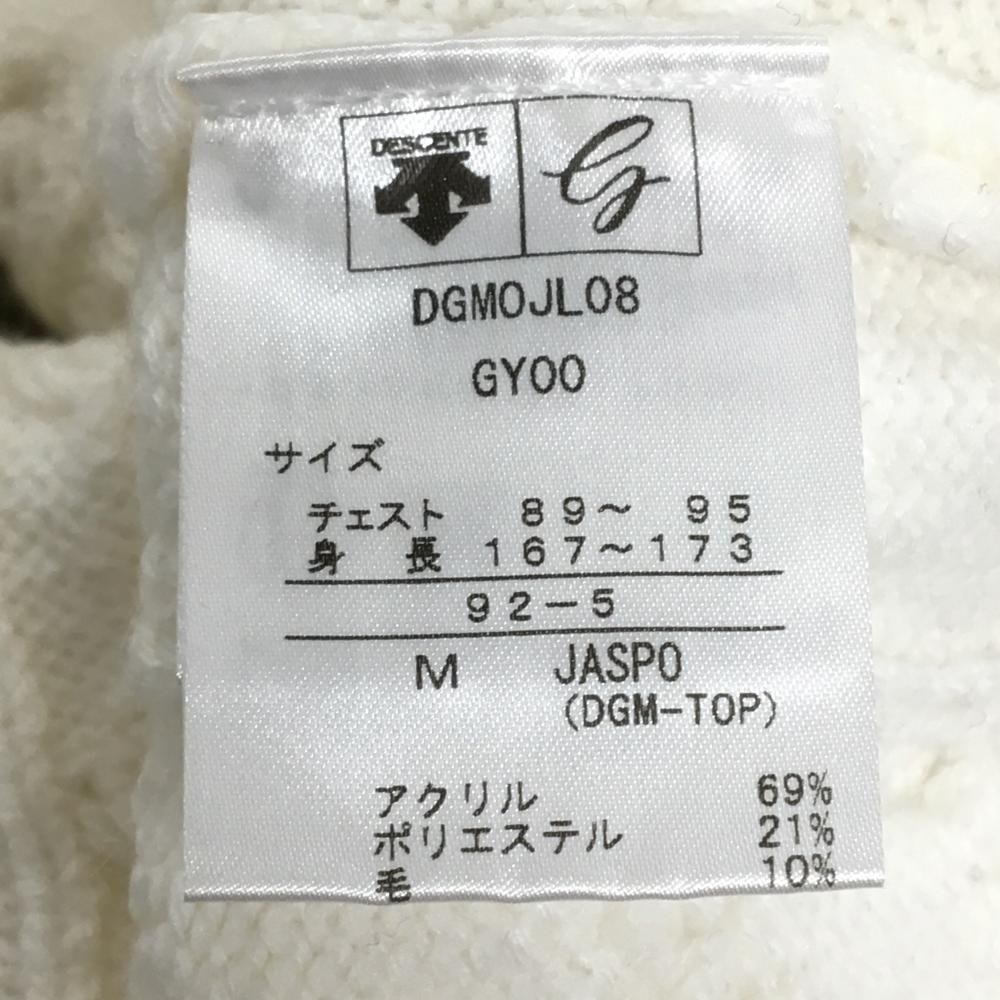 DESCENTE G
DGMOJL08
GY00
サイズ
チェスト 89～ 95
身 長 167～173
92-5
M JASPO
(DGM-TOP)
アクリル 69%
ポリエステル 21%
毛 10%